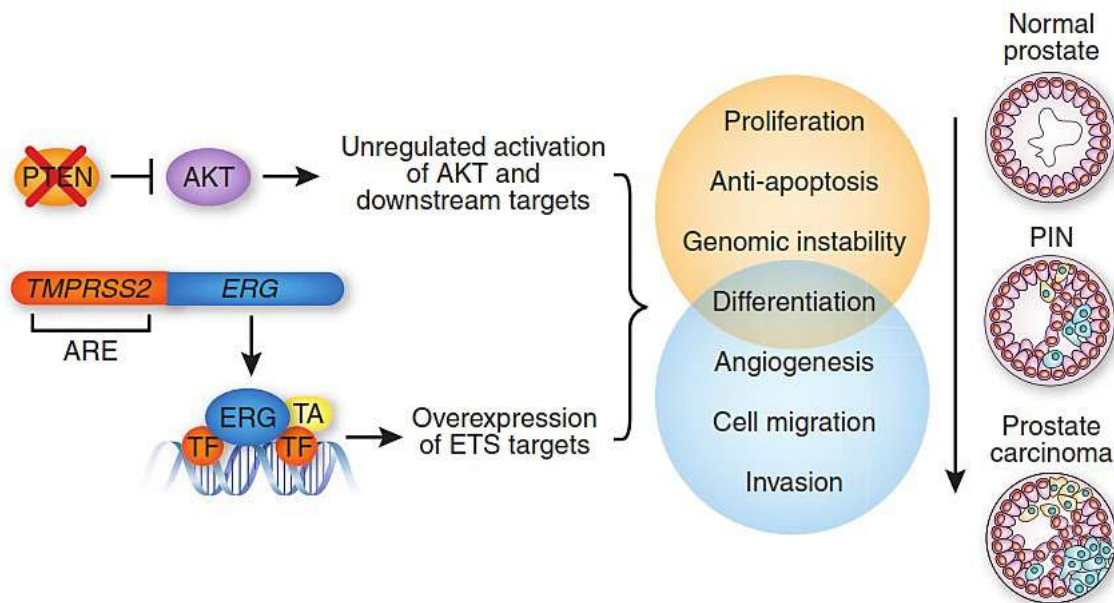 PTEN
AKT
Unregulated activation
of AKT and
downstream targets
TMPRSS2
ERG
ARE
ERG
TA
TF
TF
Overexpression
of ETS targets
Proliferation
Anti-apoptosis
Genomic instability
Differentiation
Angiogenesis
Cell migration
Invasion
Normal
prostate
PIN
Prostate
carcinoma